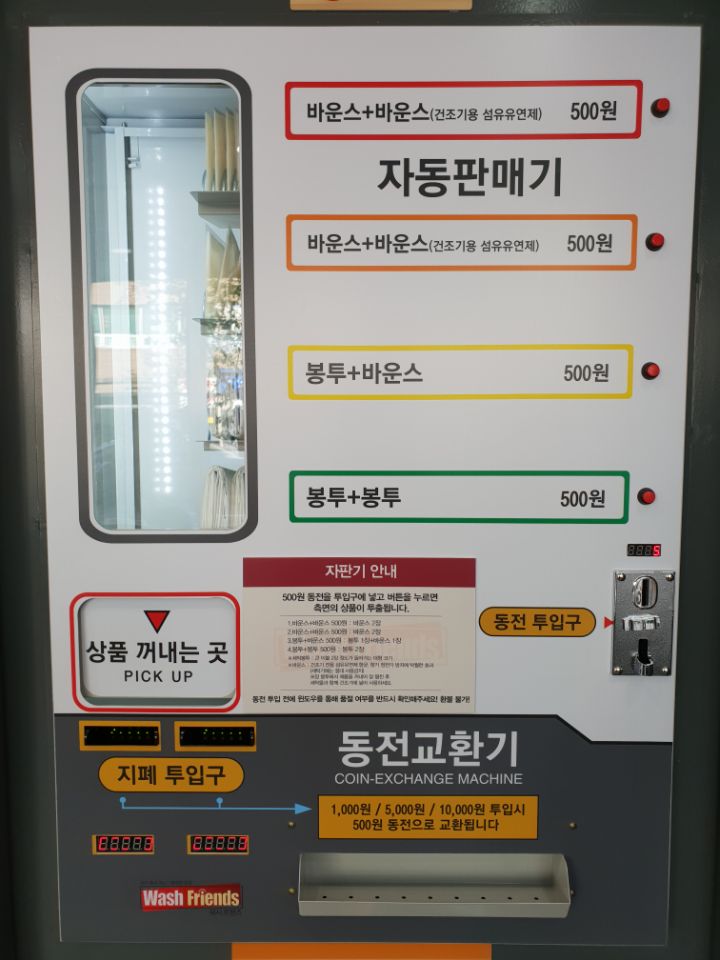 바운스+바운스(건조기용 섬유유연제) 500원
자동판매기
바운스+바운스(건조기용 섬유유연제) 500원
봉투+바운스 500원
봉투+봉투 500원
자판기 안내
500원 동전을 투입구에 넣고 버튼을 누르면
측면의 상품이 투출됩니다.
1.바운스+바운스 500원 : 바운스 2장
2.바운스+바운스 500원 : 바운스 2장
3.봉투+바운스 500원 : 봉투 1장+바운스 1장
4.봉투+봉투 500원 : 봉투 2장
동전 투입 전에 윈도우를 통해 품절 여부를 반드시 확인해주세요! 환불 불가!
동전 투입구
상품 꺼내는 곳
PICK UP
동전교환기
COIN-EXCHANGE MACHINE
지폐 투입구
1,000원 / 5,000원 / 10,000원 투입시
500원 동전으로 교환됩니다
Wash Friends